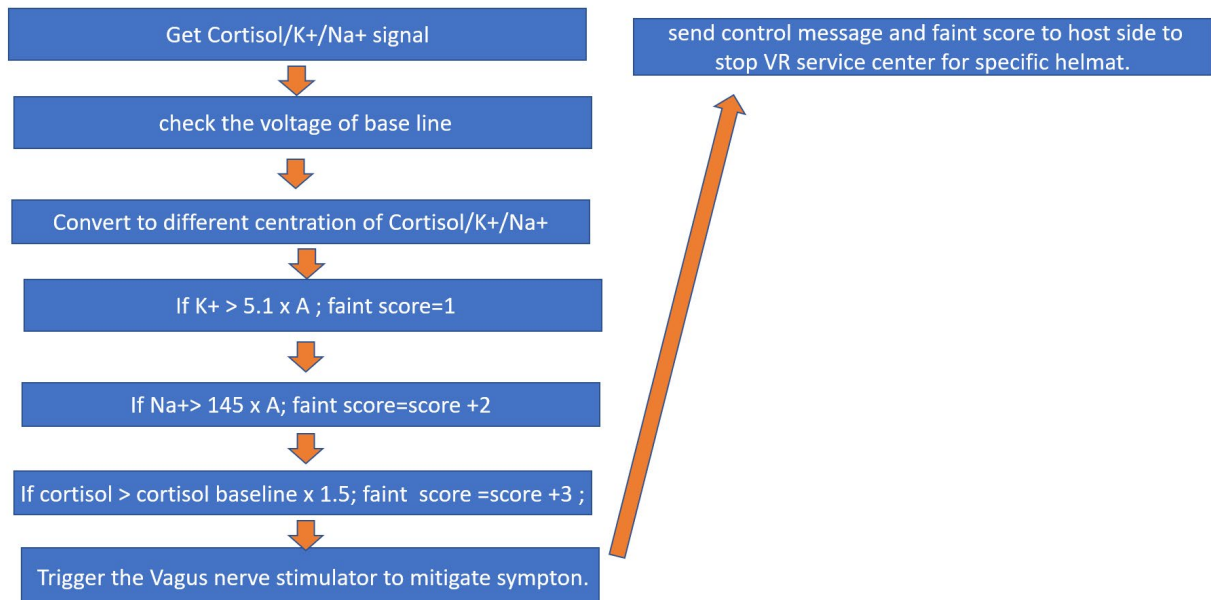 Get Cortisol/K+/Na+ signal
check the voltage of base line
Convert to different centration of Cortisol/K+/Na+
If K+ > 5.1 x A ; faint score=1
If Na+> 145 x A; faint score=score +2
If cortisol > cortisol baseline x 1.5; faint  score =score +3 ;
Trigger the Vagus nerve stimulator to mitigate sympton.
send control message and faint score to host side to
stop VR service center for specific helmat.